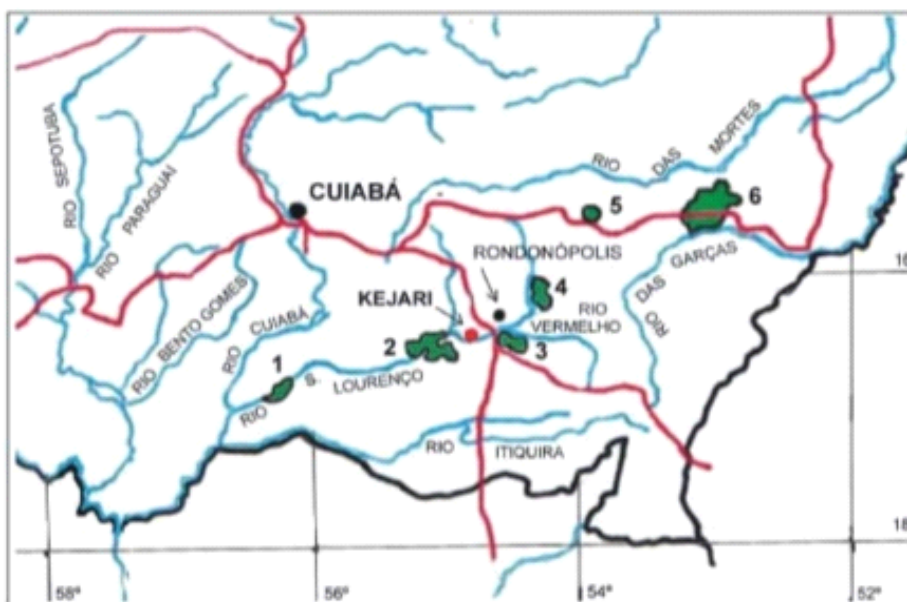 RIO SEPOTUBA
RIO PARAGUAI
CUIABÁ
RIO DAS MORTES
5
6
RONDONÓPOLIS
RIO DAS GARÇAS
16
KEJARI
4
RIO VERMELHO
RIO BENTO GOMES
RIO CUIABÁ
2
3
1
RIO S. LOURENÇO
RIO ITIQUIRA
18
58°
56°
54°
52°